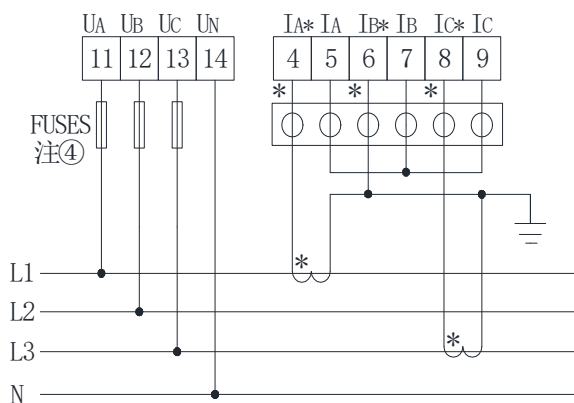 UA UB UC UN IA* IA IB* IB IC* IC
11 12 13 14 4 5 6 7 8 9
* * *
FUSES
注④
*
L1
L2
*
L3
N